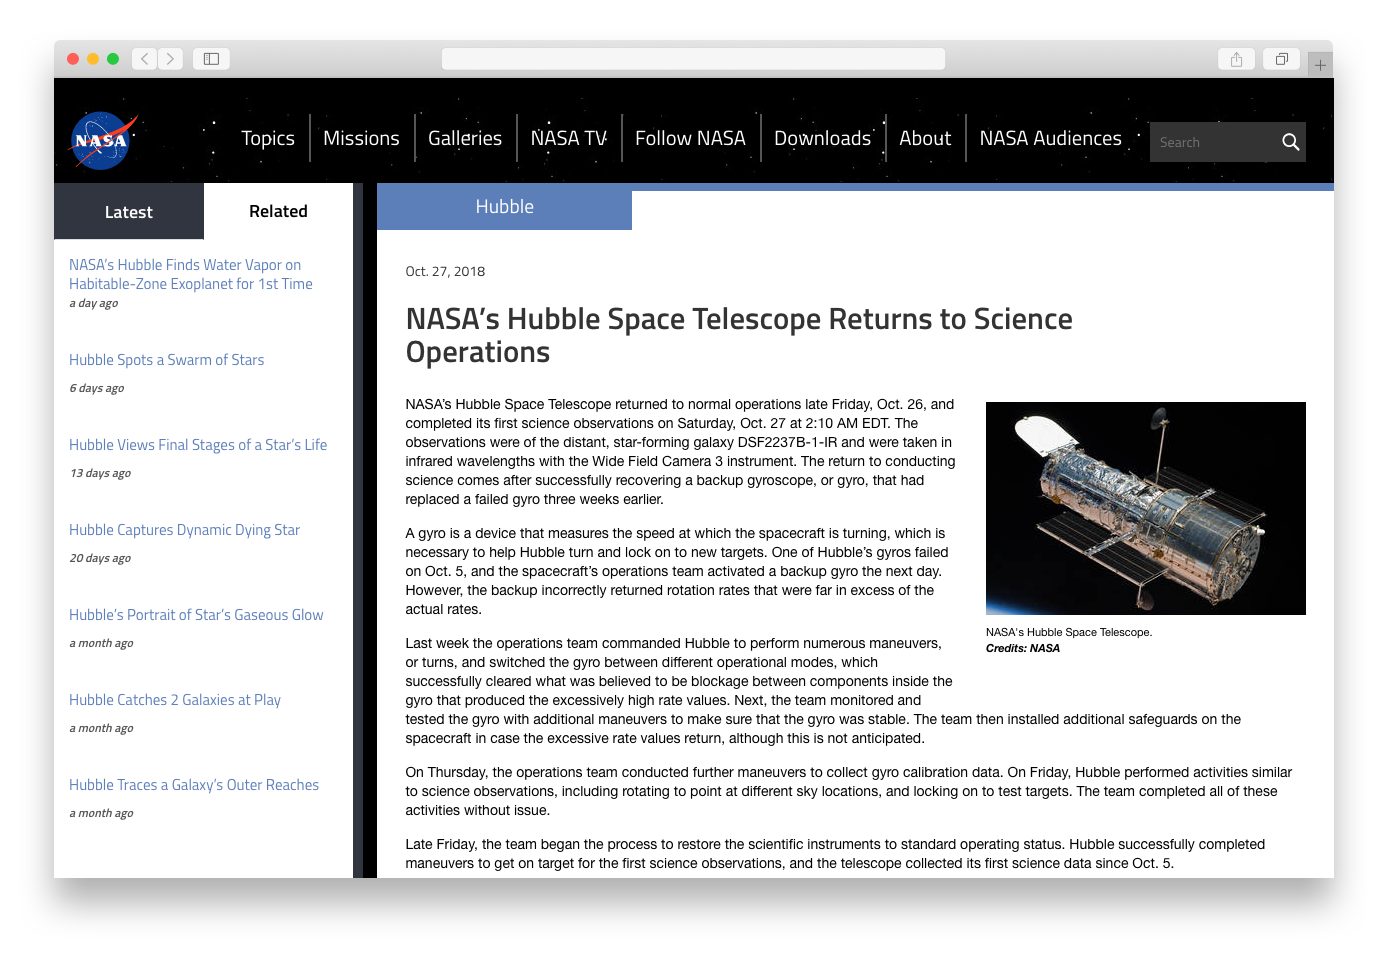 NASA
Topics
Missions
Galleries
NASA TV
Follow NASA
Downloads
About
NASA Audiences
Search
Latest
Related
NASA’s Hubble Finds Water Vapor on
Habitable-Zone Exoplanet for 1st Time
a day ago
Hubble Spots a Swarm of Stars
6 days ago
Hubble Views Final Stages of a Star’s Life
13 days ago
Hubble Captures Dynamic Dying Star
20 days ago
Hubble’s Portrait of Star’s Gaseous Glow
a month ago
Hubble Catches 2 Galaxies at Play
a month ago
Hubble Traces a Galaxy’s Outer Reaches
a month ago
Hubble
Oct. 27, 2018
NASA’s Hubble Space Telescope Returns to Science
Operations
NASA’s Hubble Space Telescope returned to normal operations late Friday, Oct. 26, and
completed its first science observations on Saturday, Oct. 27 at 2:10 AM EDT. The
observations were of the distant, star-forming galaxy DSF2237B-1-IR and were taken in
infrared wavelengths with the Wide Field Camera 3 instrument. The return to conducting
science comes after successfully recovering a backup gyroscope, or gyro, that had
replaced a failed gyro three weeks earlier.
A gyro is a device that measures the speed at which the spacecraft is turning, which is
necessary to help Hubble turn and lock on to new targets. One of Hubble’s gyros failed
on Oct. 5, and the spacecraft’s operations team activated a backup gyro the next day.
However, the backup incorrectly returned rotation rates that were far in excess of the
actual rates.
Last week the operations team commanded Hubble to perform numerous maneuvers,
or turns, and switched the gyro between different operational modes, which
successfully cleared what was believed to be blockage between components inside the
gyro that produced the excessively high rate values. Next, the team monitored and
tested the gyro with additional maneuvers to make sure that the gyro was stable. The team then installed additional safeguards on the
spacecraft in case the excessive rate values return, although this is not anticipated.
On Thursday, the operations team conducted further maneuvers to collect gyro calibration data. On Friday, Hubble performed activities similar
to science observations, including rotating to point at different sky locations, and locking on to test targets. The team completed all of these
activities without issue.
Late Friday, the team began the process to restore the scientific instruments to standard operating status. Hubble successfully completed
maneuvers to get on target for the first science observations, and the telescope collected its first science data since Oct. 5.
NASA's Hubble Space Telescope.
Credits: NASA